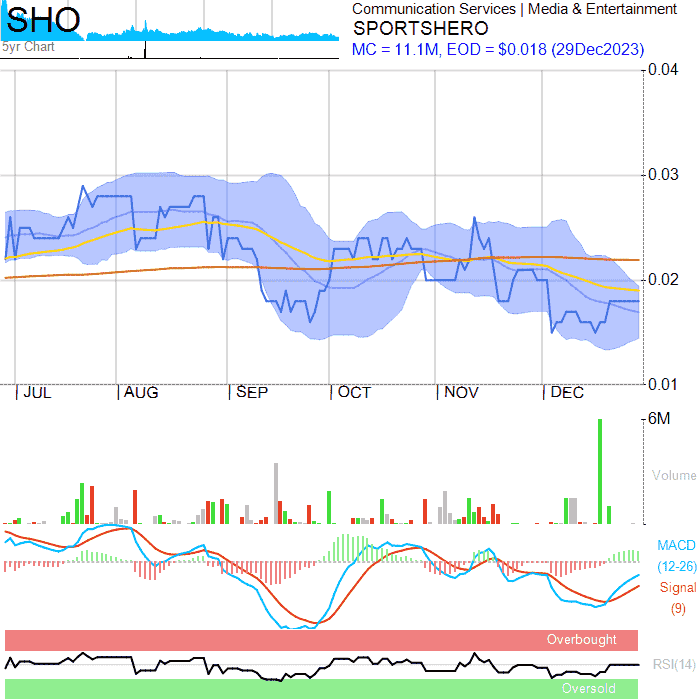 SHO
5yr Chart
Communication Services | Media & Entertainment
SPORTSHERO
MC = 11.1M, EOD = $0.018 (29Dec2023)
0.04
0.03
0.02
0.01
JUL AUG SEP OCT NOV DEC
6M
Volume
MACD
(12-26)
Signal
(9)
Overbought
RSI(14)
Oversold